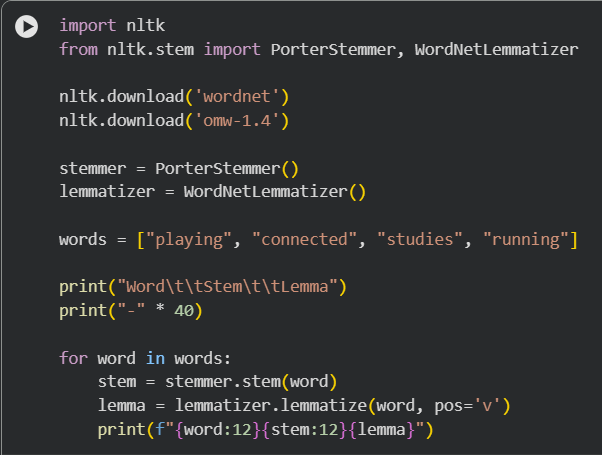 import nltk
from nltk.stem import PorterStemmer, WordNetLemmatizer

nltk.download('wordnet')
nltk.download('omw-1.4')

stemmer = PorterStemmer()
lemmatizer = WordNetLemmatizer()

words = ["playing", "connected", "studies", "running"]

print("Word\t\tStem\t\tLemma")
print("-" * 40)

for word in words:
    stem = stemmer.stem(word)
    lemma = lemmatizer.lemmatize(word, pos='v')
    print(f"{word:12}{stem:12}{lemma}")